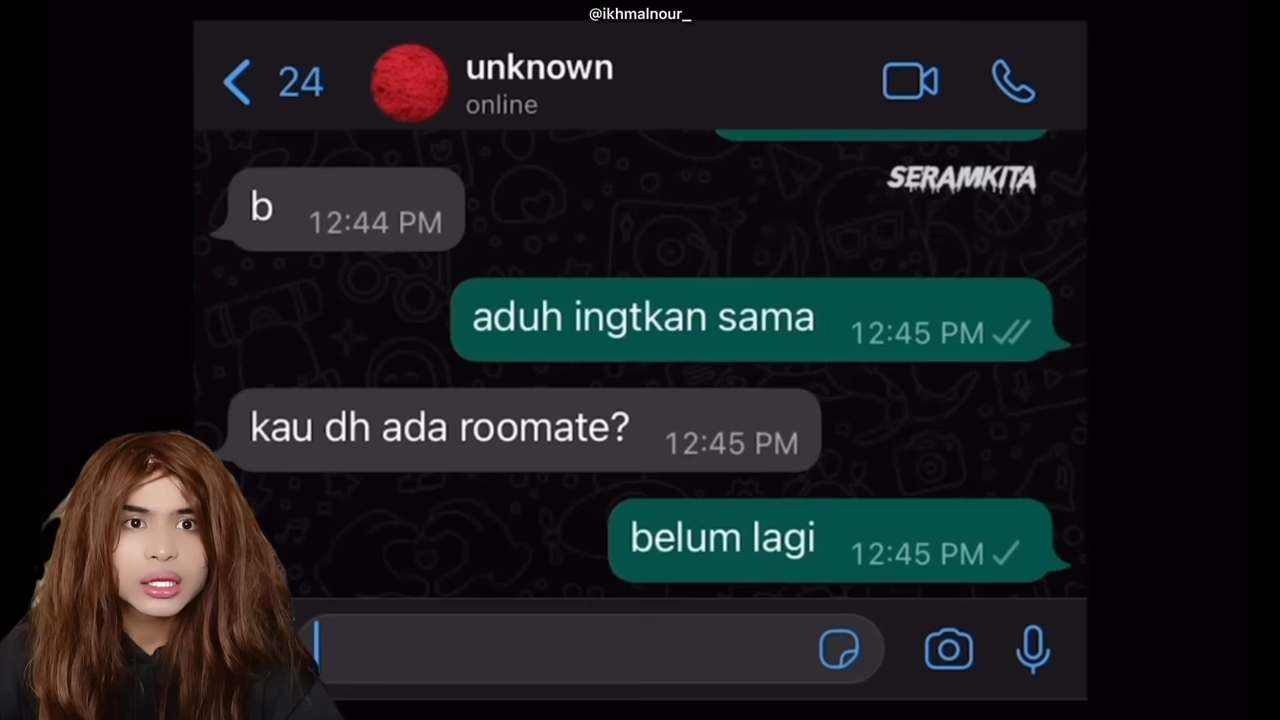 @ikhmalnour_
24
unknown
online
SERAMKITA
b
12:44 PM
aduh ingtkan sama
12:45 PM
kau dh ada roomate?
12:45 PM
belum lagi
12:45 PM